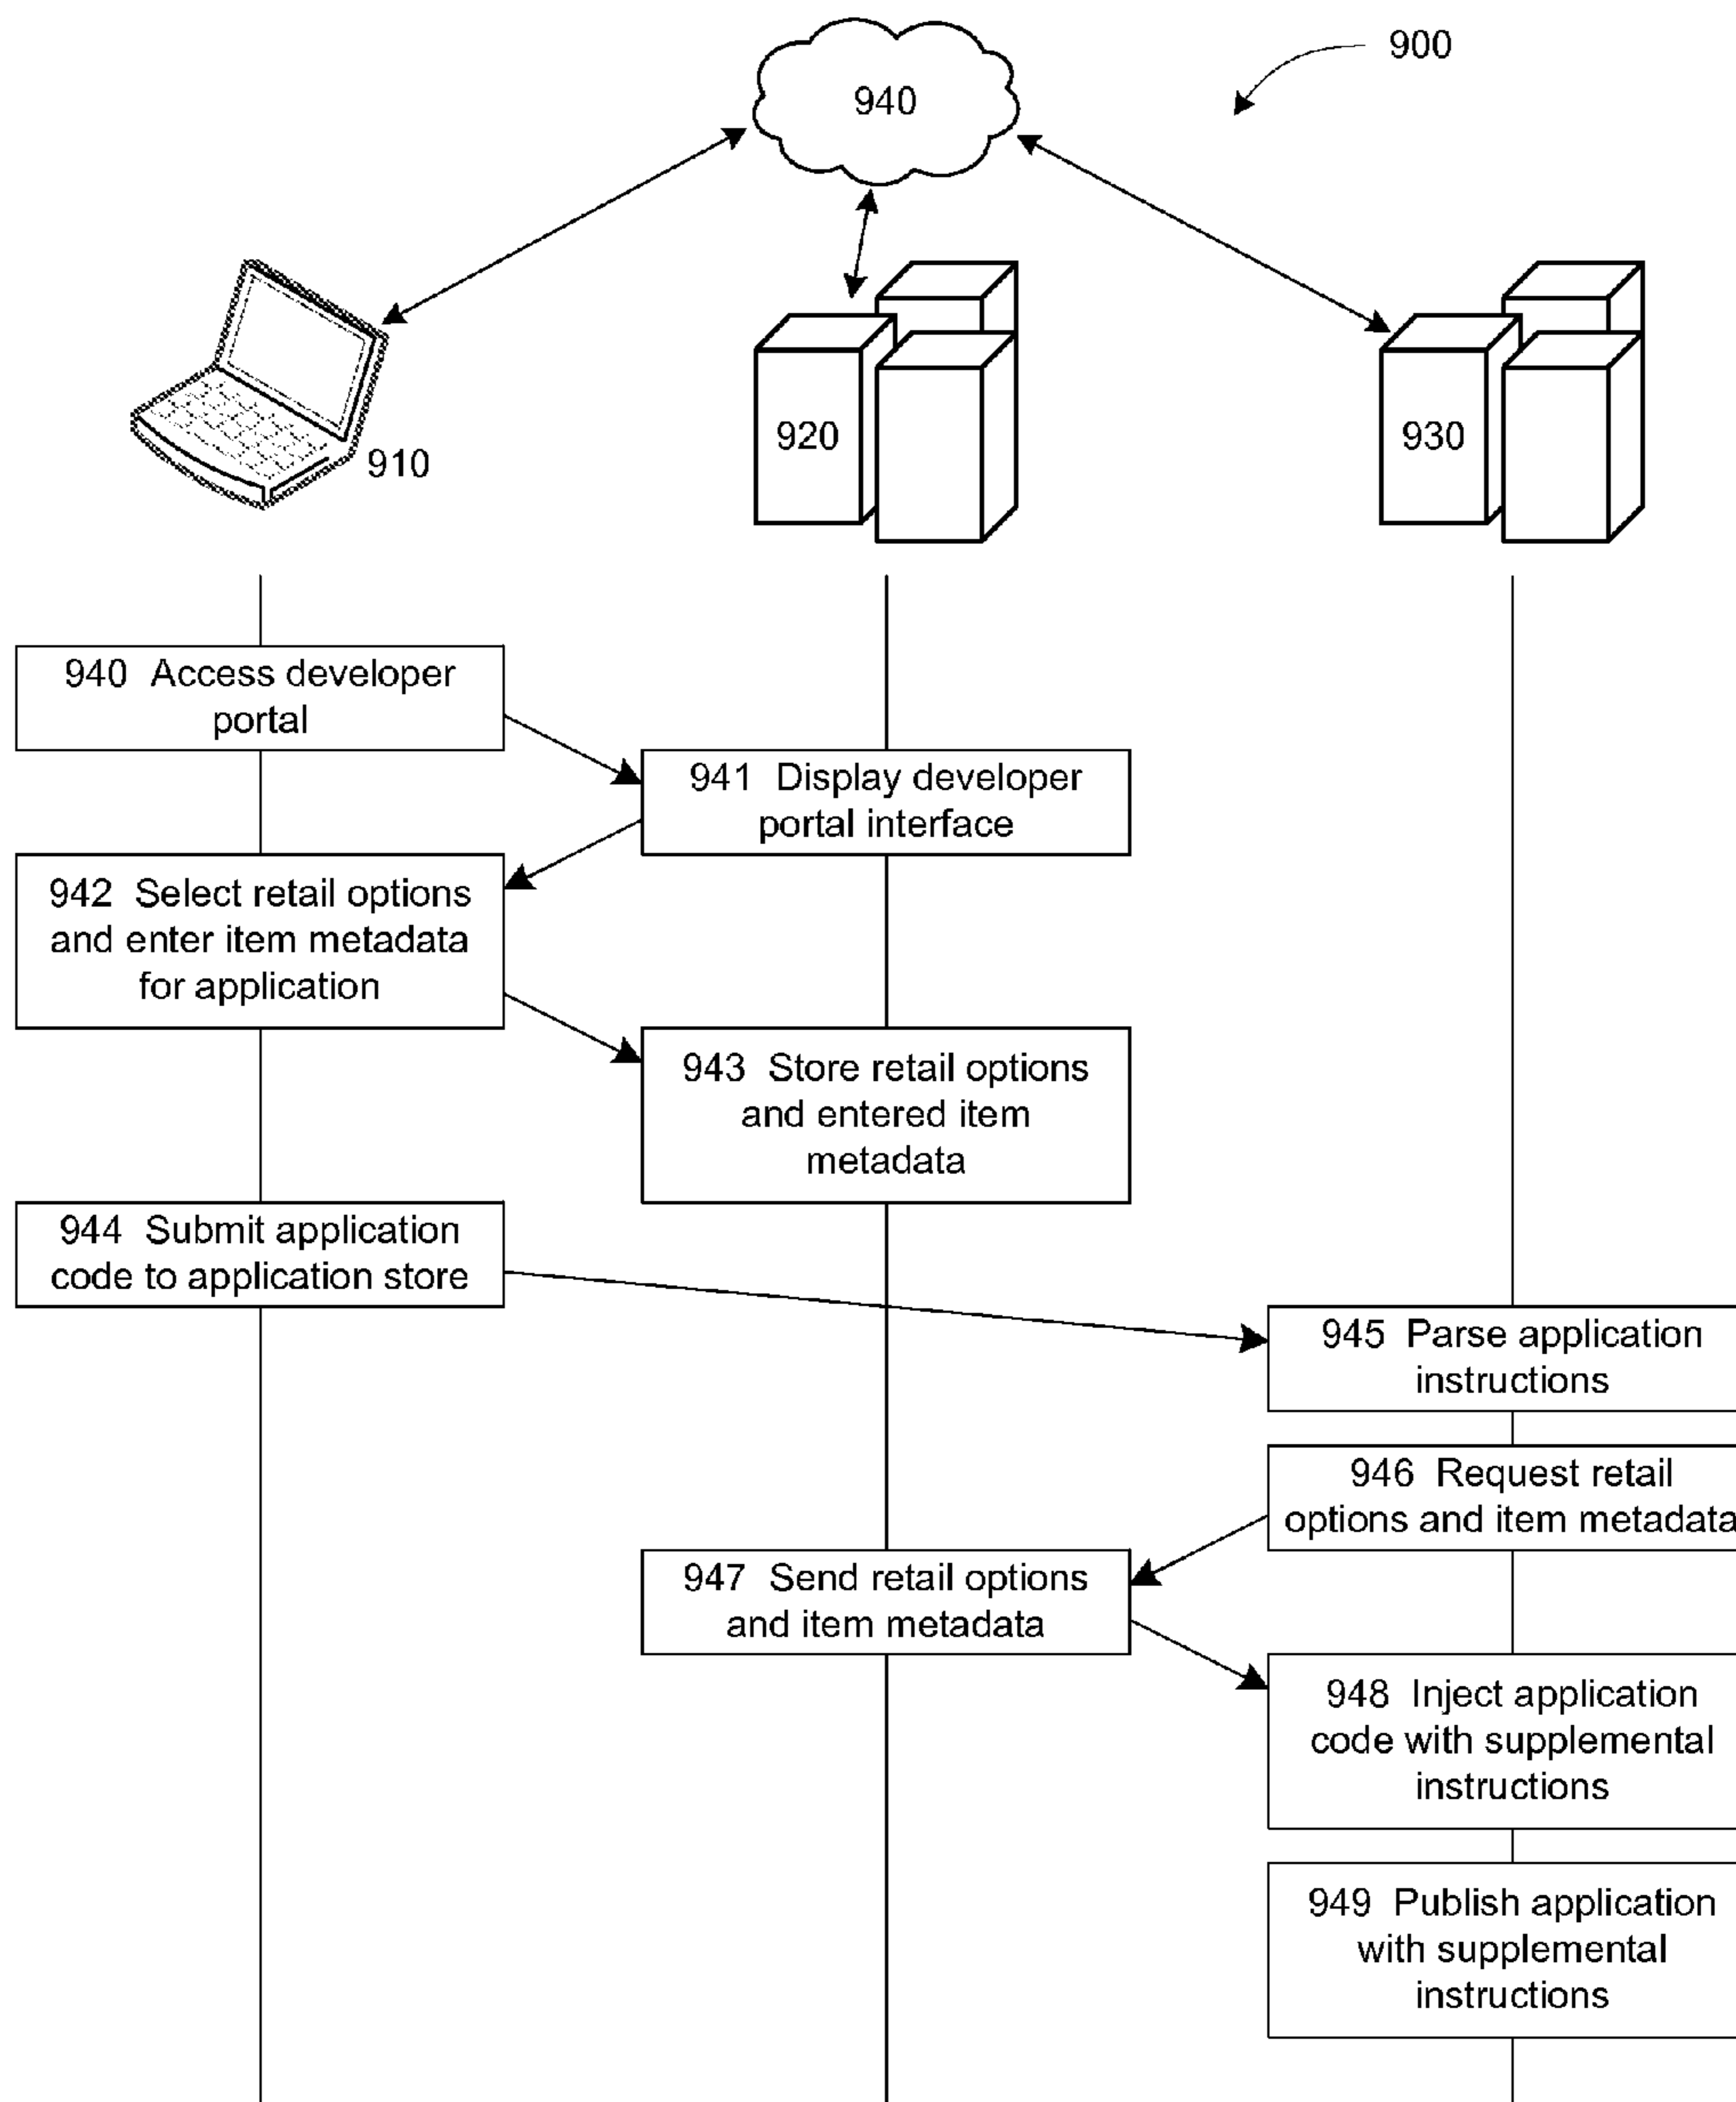 900
940
910
920
930
940 Access developer
portal
941 Display developer
portal interface
942 Select retail options
and enter item metadata
for application
943 Store retail options
and entered item
metadata
944 Submit application
code to application store
945 Parse application
instructions
946 Request retail
options and item metadata
947 Send retail options
and item metadata
948 Inject application
code with supplemental
instructions
949 Publish application
with supplemental
instructions